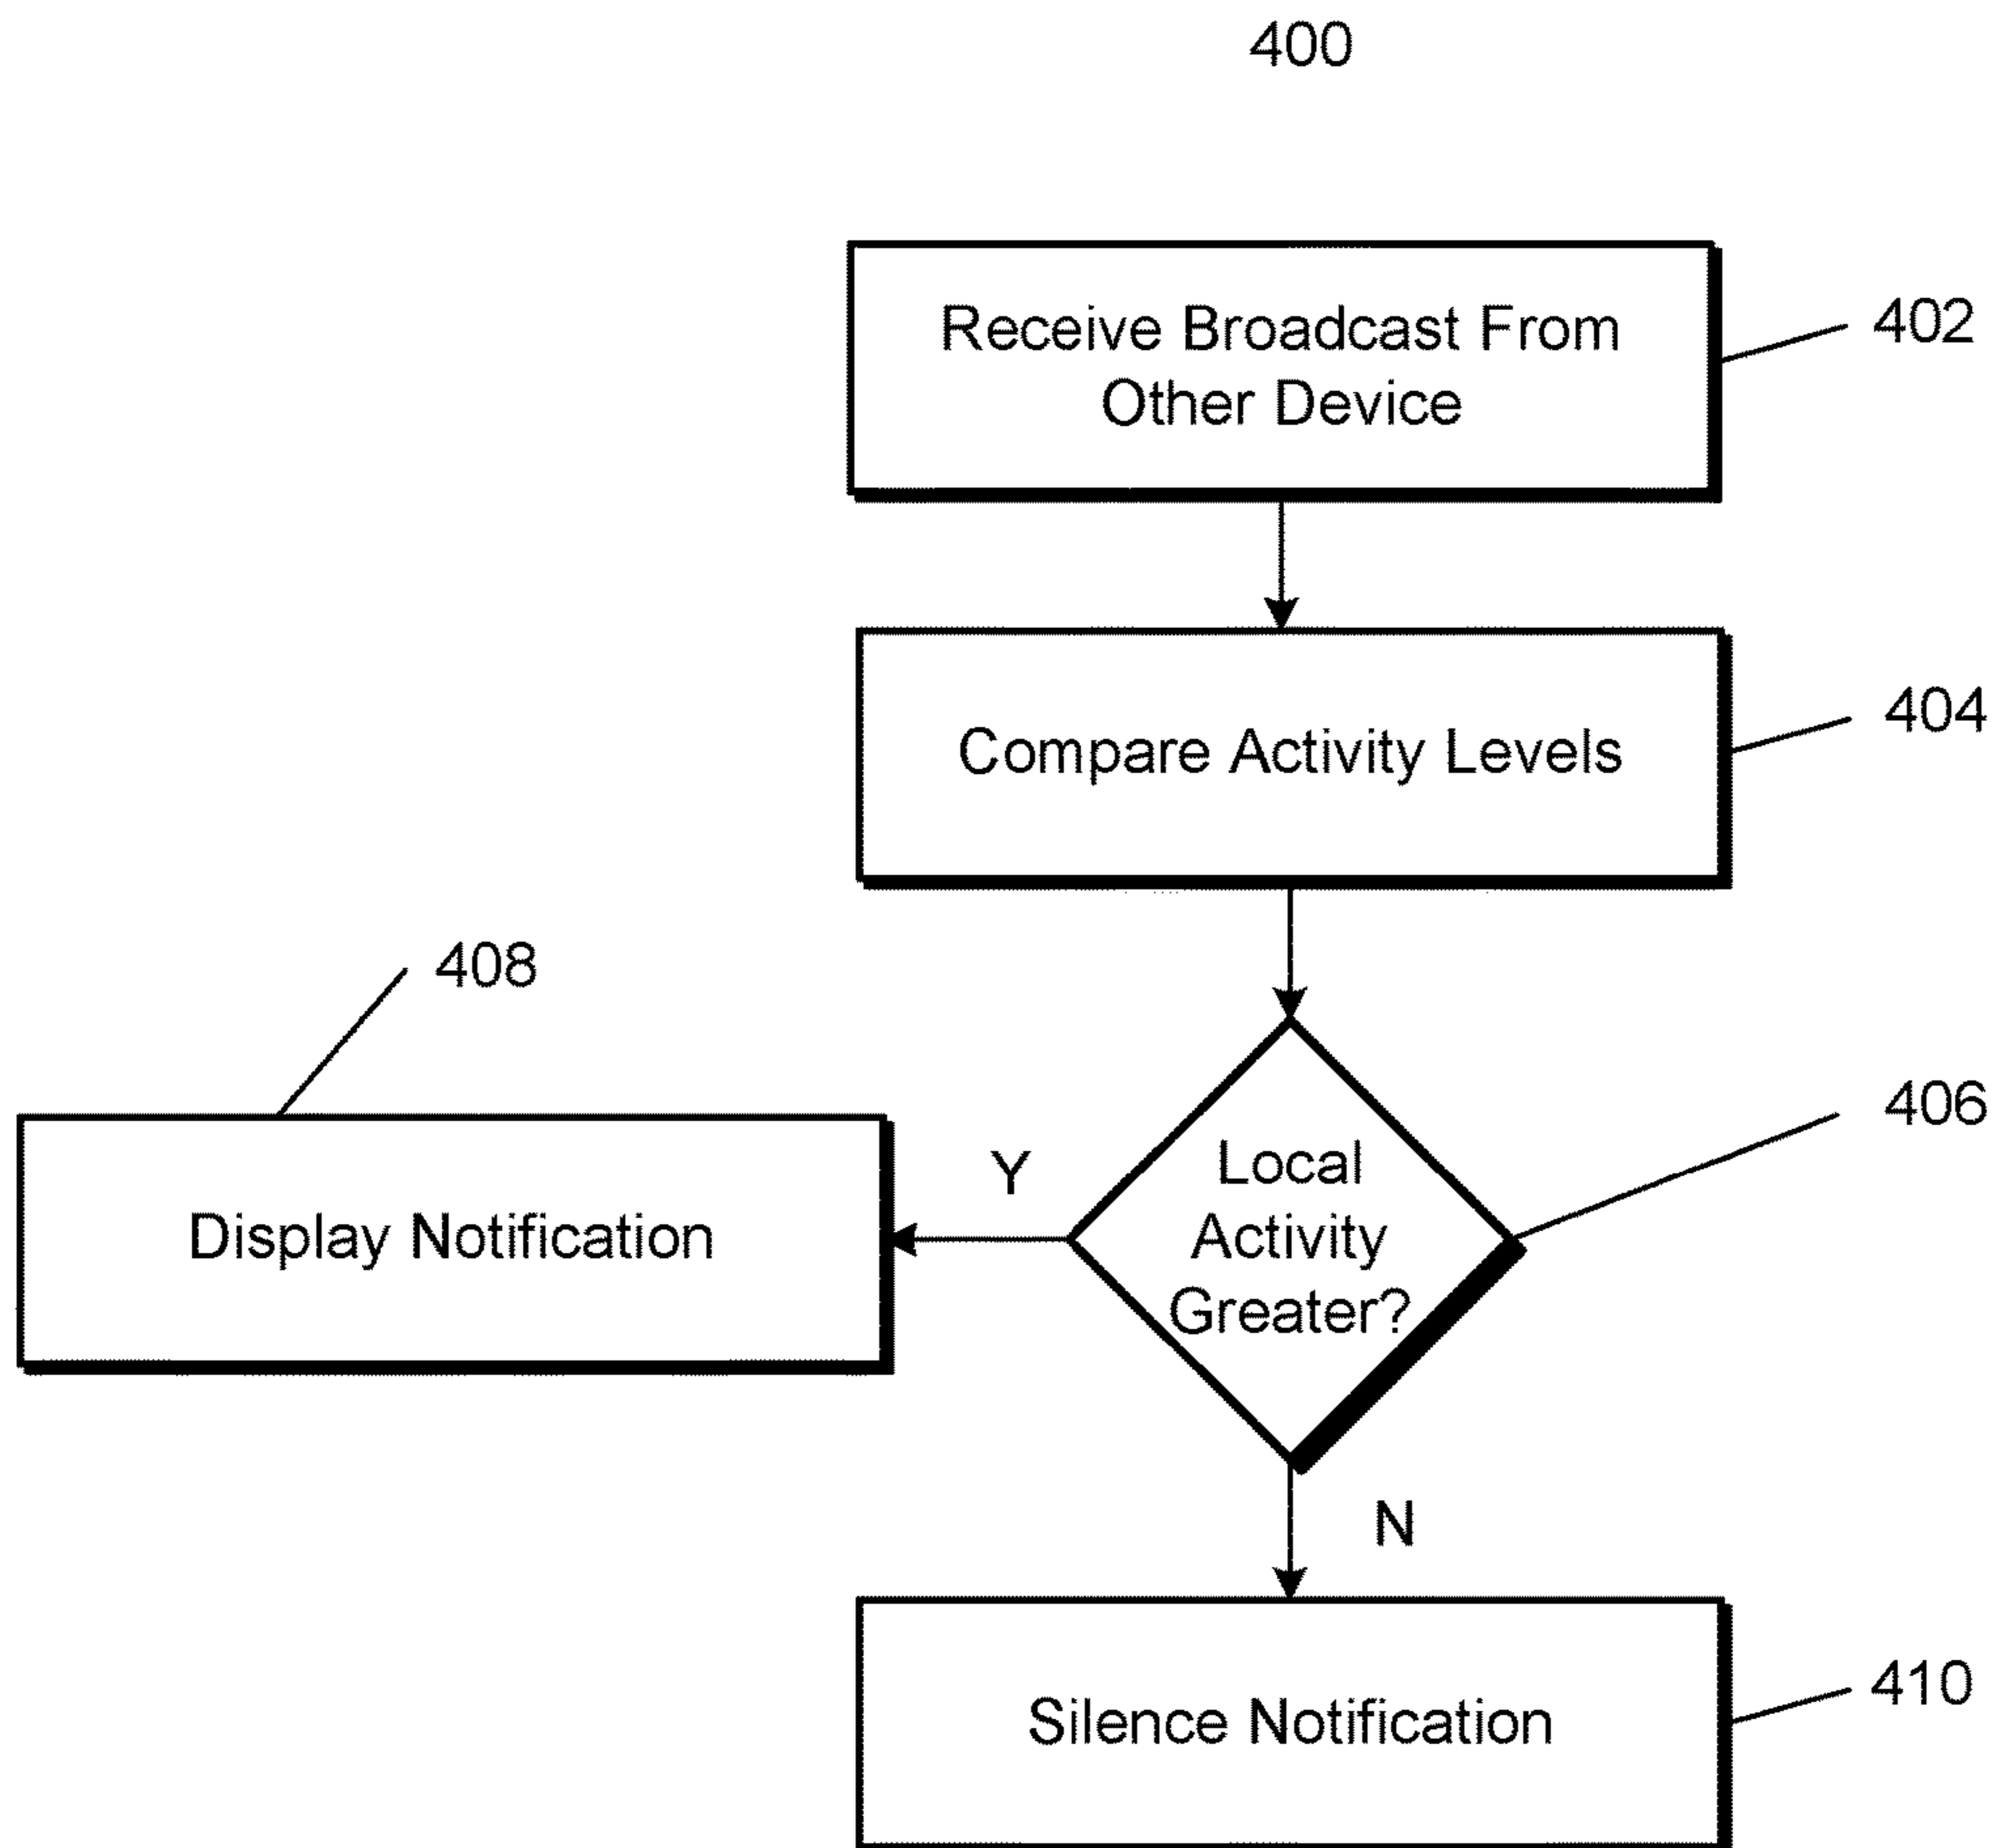 400
Receive Broadcast From
Other Device
402
Compare Activity Levels
404
408
406
Local
Activity
Greater?
Y
Display Notification
N
Silence Notification
410